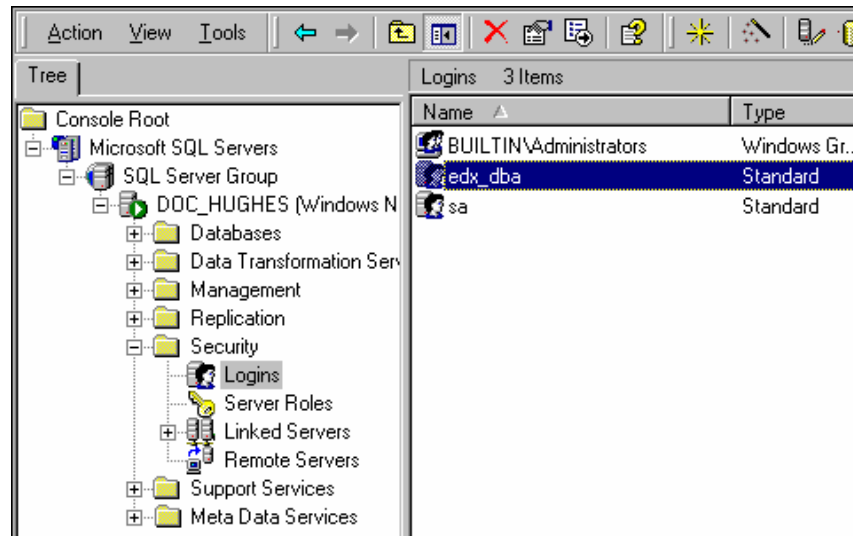 Action View Tools
Tree
Logins 3 Items
Console Root
Microsoft SQL Servers
SQL Server Group
DOC_HUGHES (Windows N
Databases
Data Transformation Serv
Management
Replication
Security
Logins
Server Roles
Linked Servers
Remote Servers
Support Services
Meta Data Services
Name Type
BUILTIN\Administrators Windows Gr...
edx_dba Standard
sa Standard